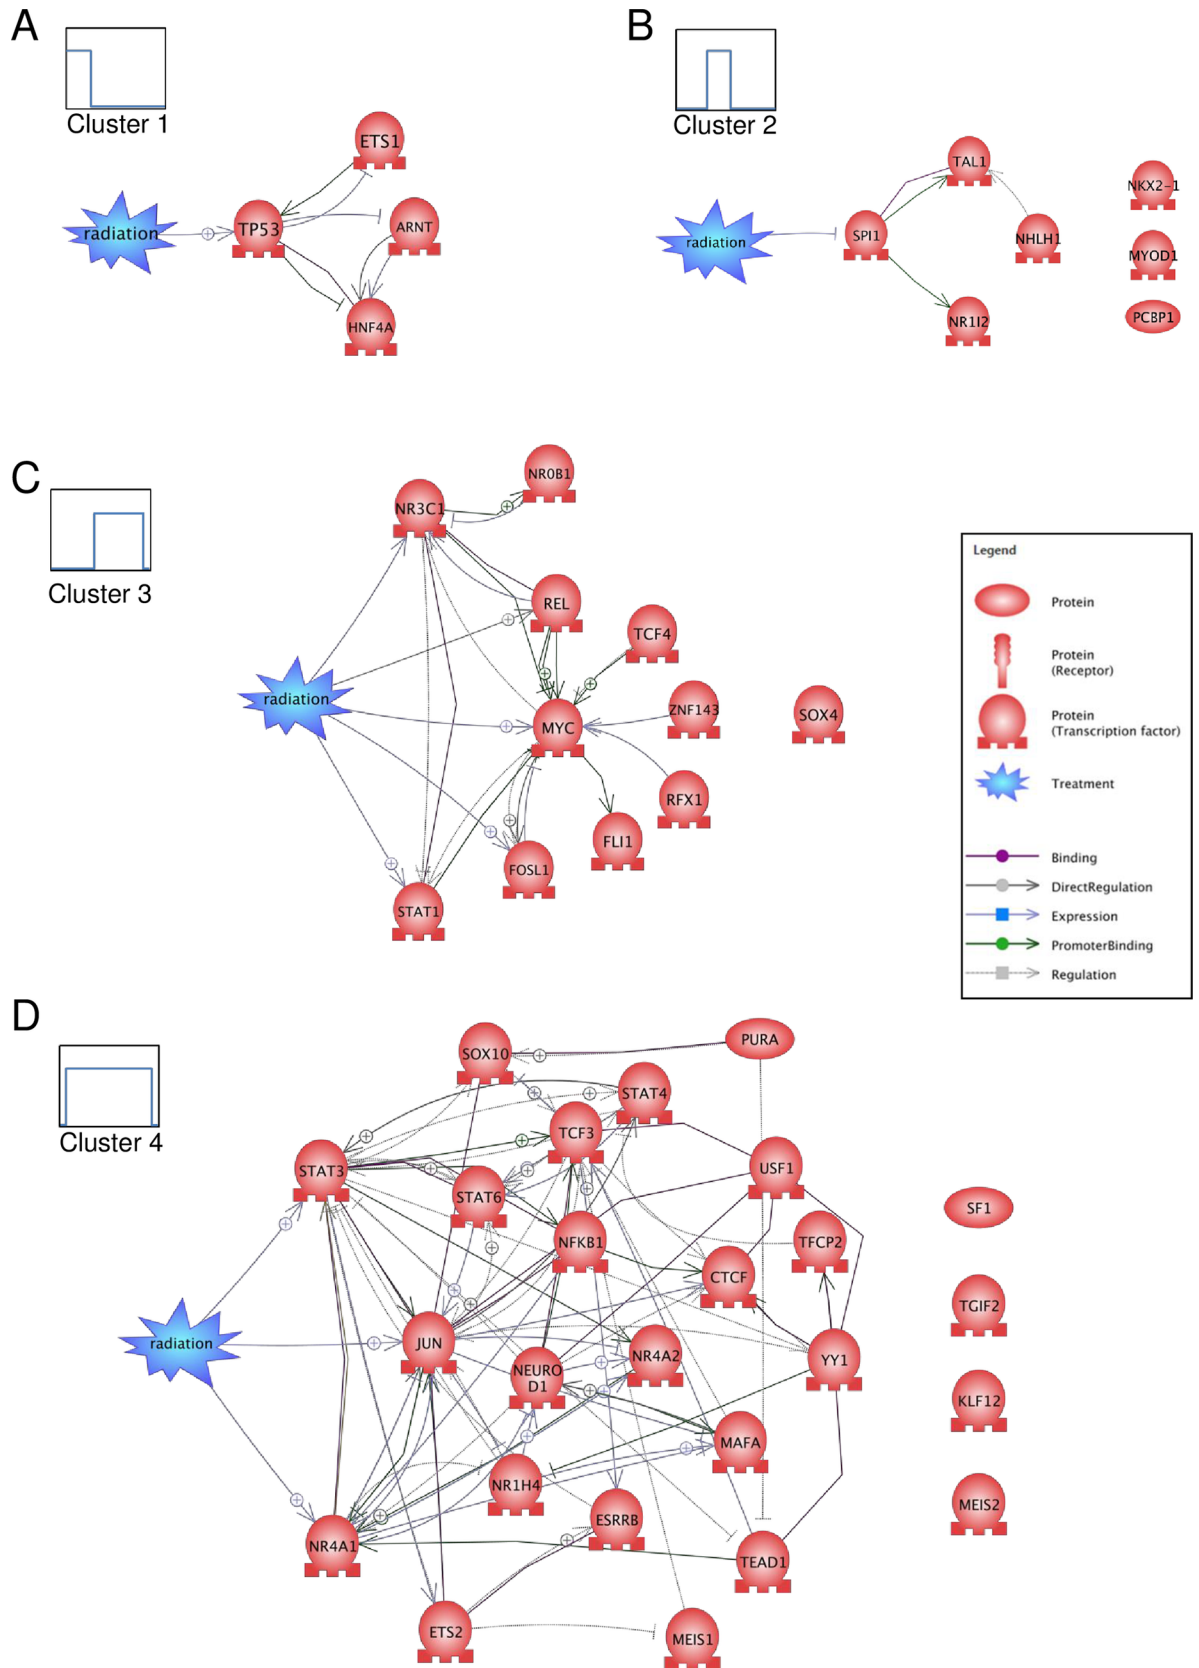 A
Cluster 1
radiation
TP53
ETS1
ARNT
HNF4A
B
Cluster 2
radiation
SPI1
TAL1
NHLH1
NR1I2
NKX2-1
MYOD1
PCBP1
C
Cluster 3
radiation
NR3C1
NR0B1
REL
TCF4
MYC
ZNF143
RFX1
FLI1
FOSL1
STAT1
SOX4
Legend
Protein
Protein
(Receptor)
Protein
(Transcription factor)
Treatment
Binding
DirectRegulation
Expression
PromoterBinding
Regulation
D
Cluster 4
radiation
SOX10
PURA
STAT4
TCF3
STAT3
USF1
STAT6
NFKB1
TFCP2
CTCF
JUN
NEURO
D1
NR4A2
YY1
MAFA
NR1H4
ESRRB
NR4A1
TEAD1
ETS2
MEIS1
SF1
TGIF2
KLF12
MEIS2